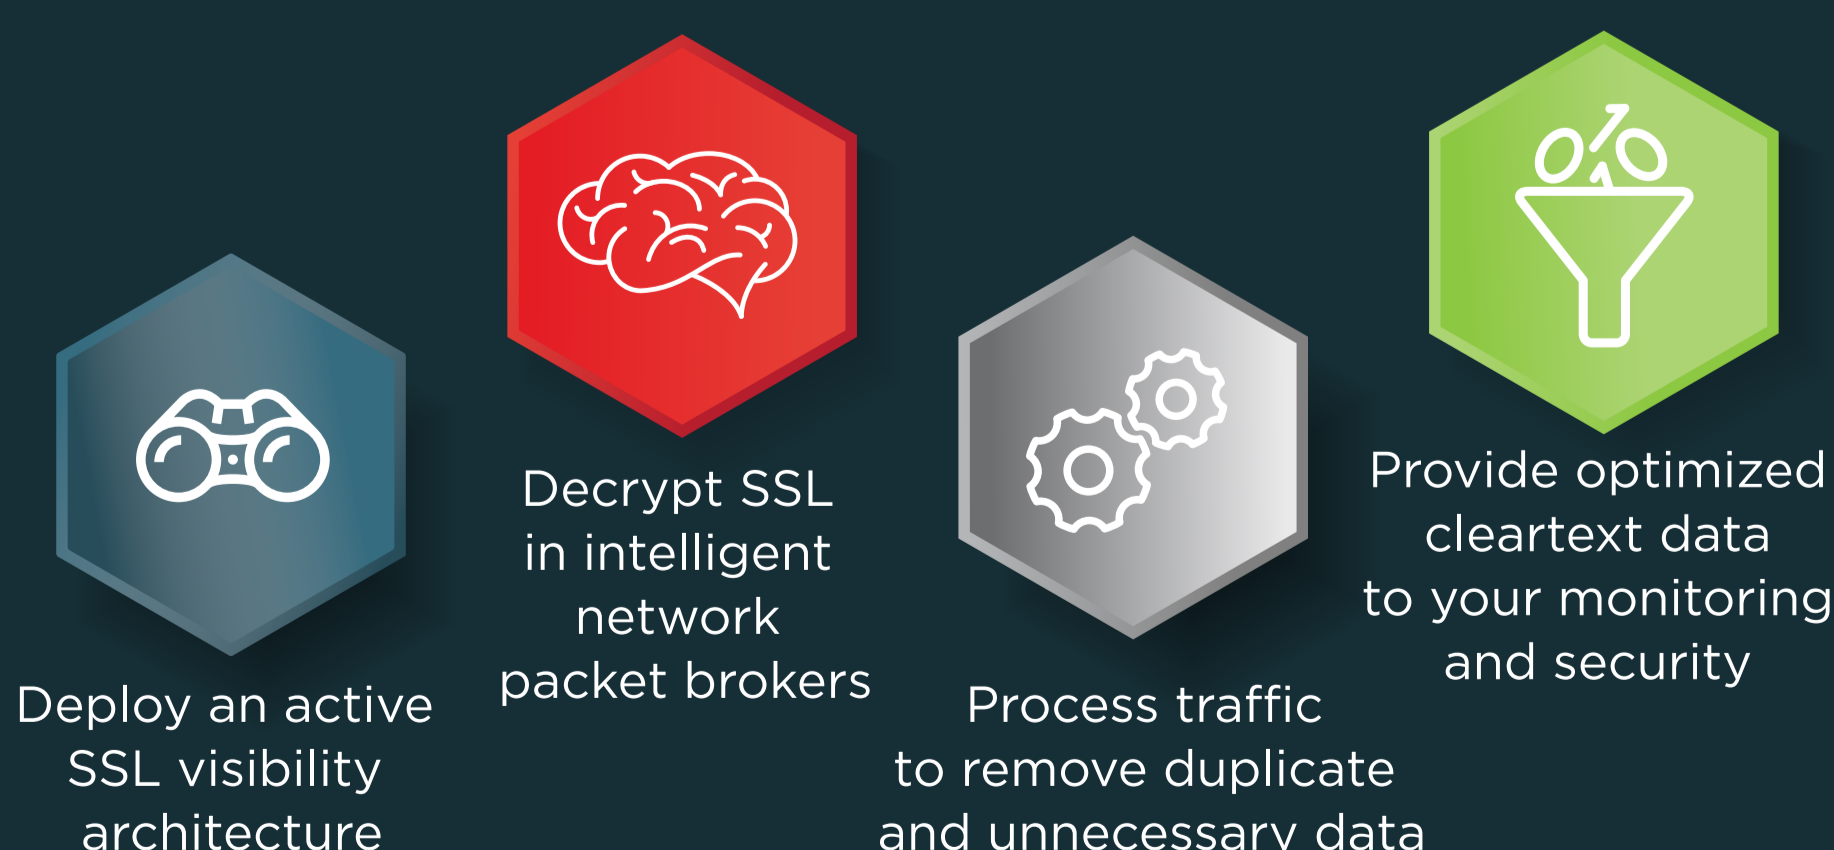 Deploy an active
SSL visibility
architecture
Decrypt SSL
in intelligent
network
packet brokers
Process traffic
to remove duplicate
and unnecessary data
Provide optimized
cleartext data
to your monitoring
and security